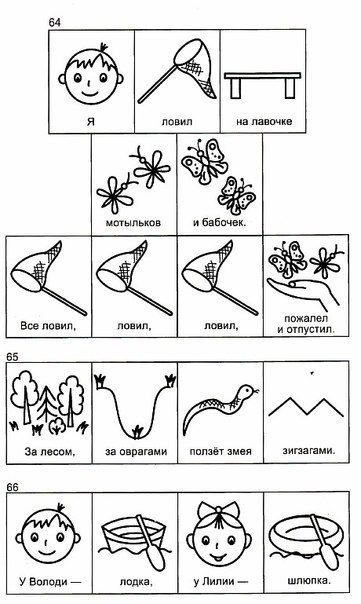 64
Я ловил на лавочке
мотыльков и бабочек.
Все ловил, ловил, ловил, пожалел
и отпустил.
65
За лесом, за оврагами ползёт змея зигзагами.
66
У Володи — лодка, у Лилии — шлюпка.